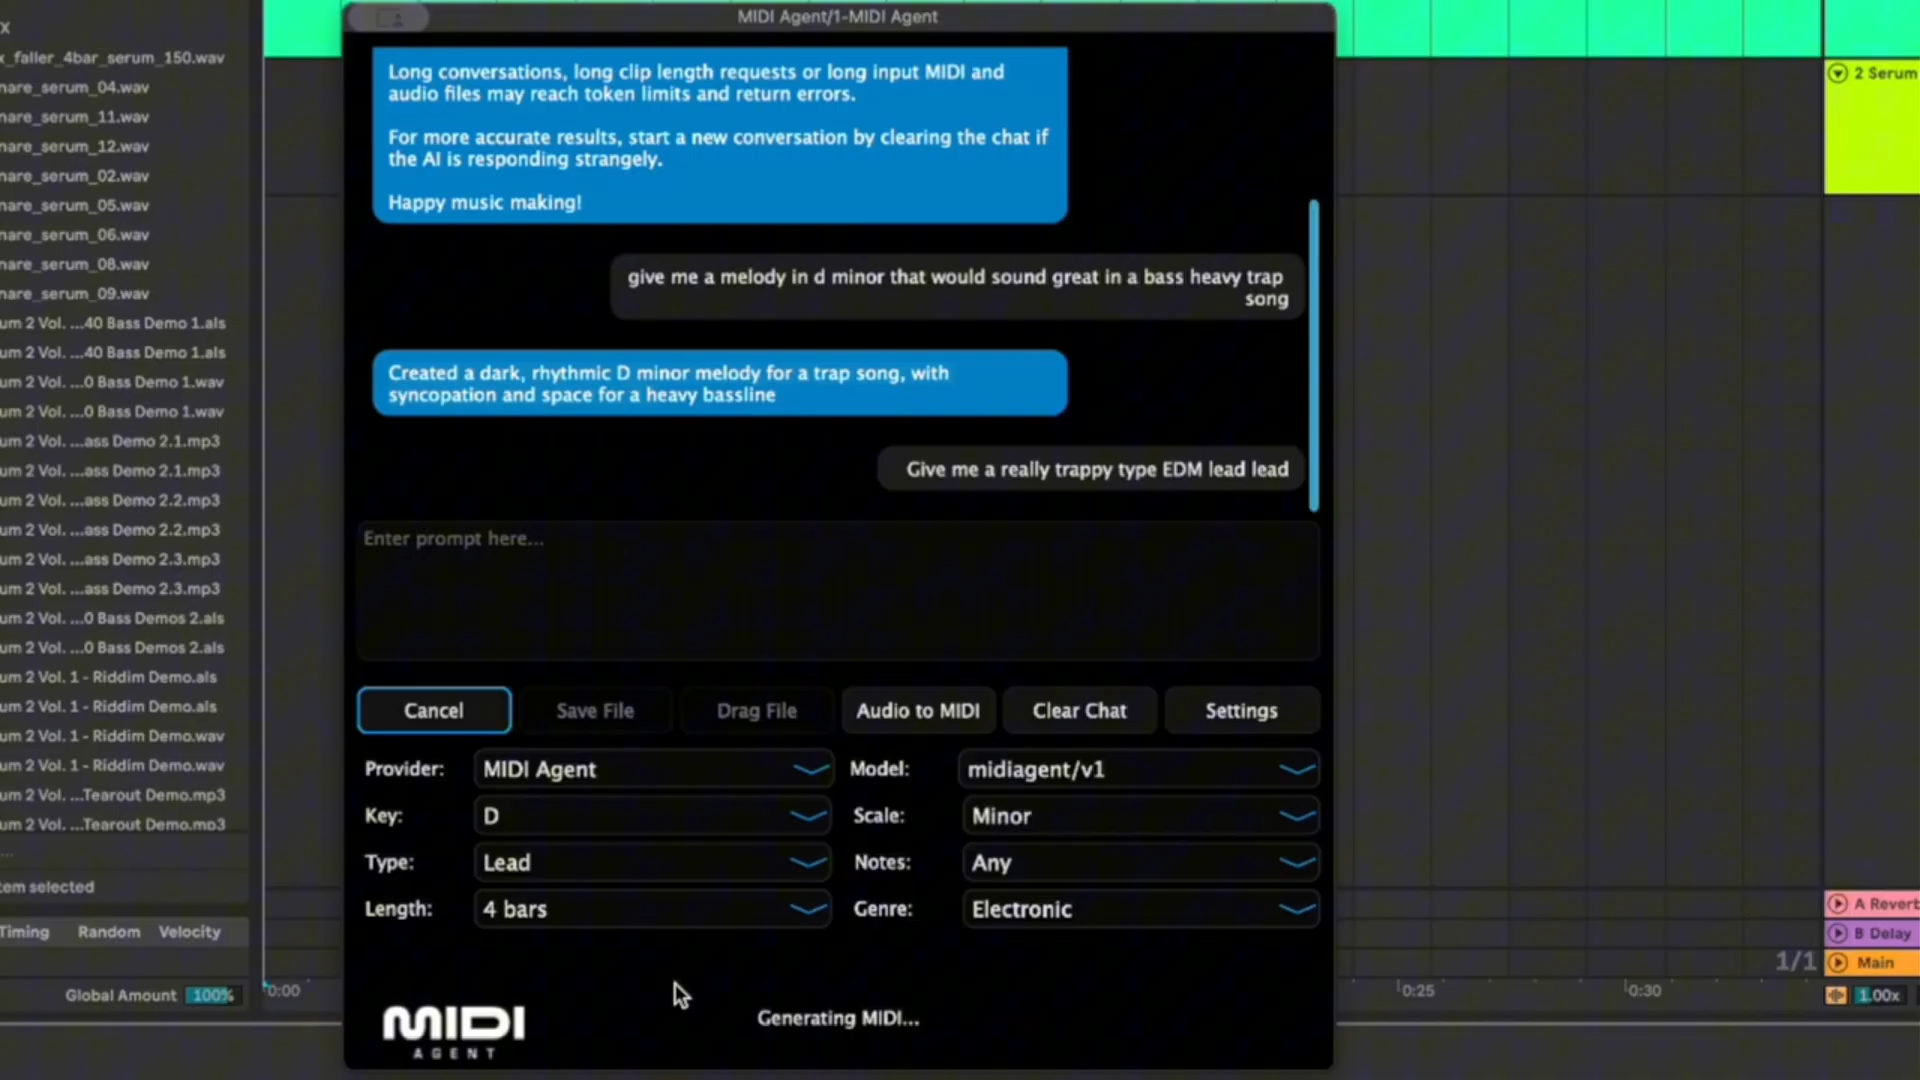 MIDI Agent/1-MIDI Agent
X
x_faller_4bar_serum_150.wav
nare_serum_04.wav
nare_serum_11.wav
nare_serum_12.wav
nare_serum_02.wav
nare_serum_05.wav
nare_serum_06.wav
nare_serum_08.wav
nare_serum_09.wav
um 2 Vol. ...40 Bass Demo 1.als
um 2 Vol. ...40 Bass Demo 1.als
um 2 Vol. ...0 Bass Demo 1.wav
um 2 Vol. ...0 Bass Demo 1.wav
um 2 Vol. ...ass Demo 2.1.mp3
um 2 Vol. ...ass Demo 2.1.mp3
um 2 Vol. ...ass Demo 2.2.mp3
um 2 Vol. ...ass Demo 2.2.mp3
um 2 Vol. ...ass Demo 2.3.mp3
um 2 Vol. ...ass Demo 2.3.mp3
um 2 Vol. ...0 Bass Demos 2.als
um 2 Vol. ...0 Bass Demos 2.als
um 2 Vol. 1 - Riddim Demo.als
um 2 Vol. 1 - Riddim Demo.als
um 2 Vol. 1 - Riddim Demo.wav
um 2 Vol. 1 - Riddim Demo.wav
um 2 Vol. ...Tearout Demo.mp3
um 2 Vol. ...Tearout Demo.mp3
...
tem selected
Timing Random Velocity
Global Amount 100%
Long conversations, long clip length requests or long input MIDI and
audio files may reach token limits and return errors.
For more accurate results, start a new conversation by clearing the chat if
the AI is responding strangely.
Happy music making!
give me a melody in d minor that would sound great in a bass heavy trap
song
Created a dark, rhythmic D minor melody for a trap song, with
syncopation and space for a heavy bassline
Give me a really trappy type EDM lead lead
Enter prompt here...
Cancel Save File Drag File Audio to MIDI Clear Chat Settings
Provider: MIDI Agent Model: midiagent/v1
Key: D Scale: Minor
Type: Lead Notes: Any
Length: 4 bars Genre: Electronic
MIDI
AGENT
Generating MIDI...
0:00
0:25
0:30
1/1
2 Serum
A Reverb
B Delay
Main
1.00x